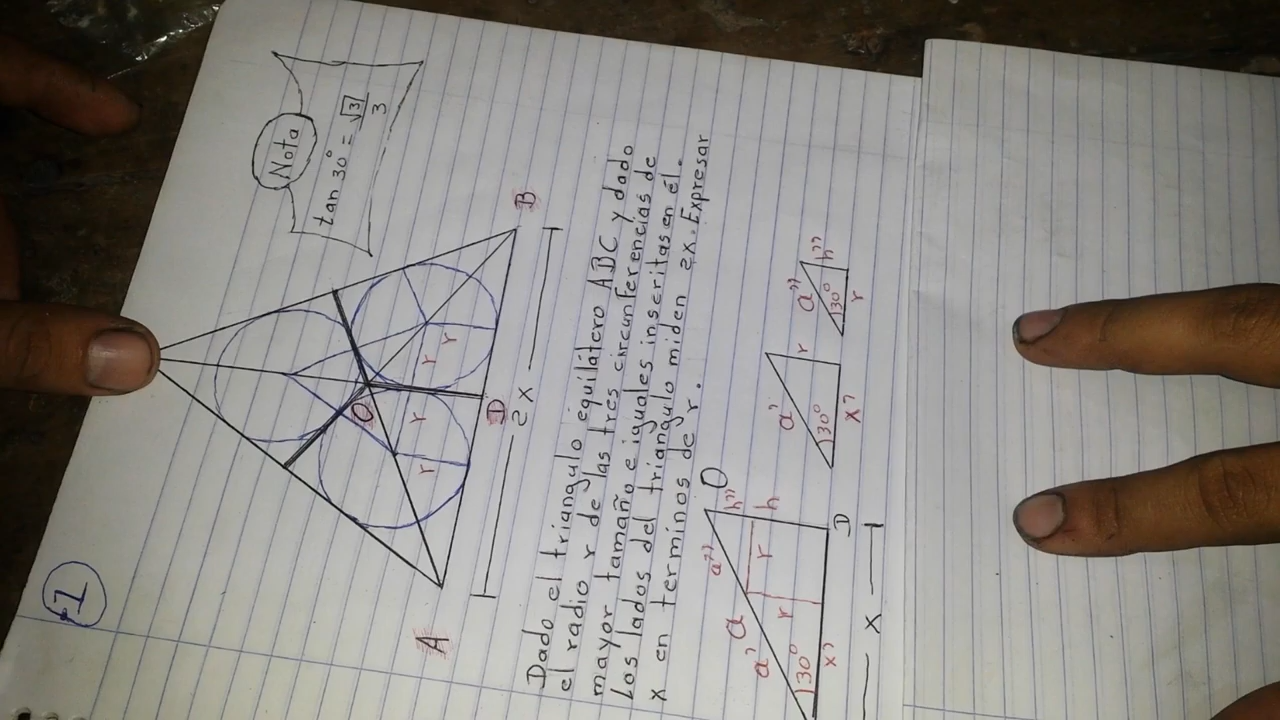 1
Nota
tan 30° = √3/3
O
r
r
r
r
A
D
B
2x
Dado el triangulo equilátero ABC y dado
el radio r de las tres circunferencias de
mayor tamaño e iguales inscritas en él.
Los lados del triangulo miden 2x. Expresar
x en terminos de r.
O
a''
h''
a
h
a'
r
r
30°
x'
D
x
a'
r
30°
x'
a''
h''
30°
r